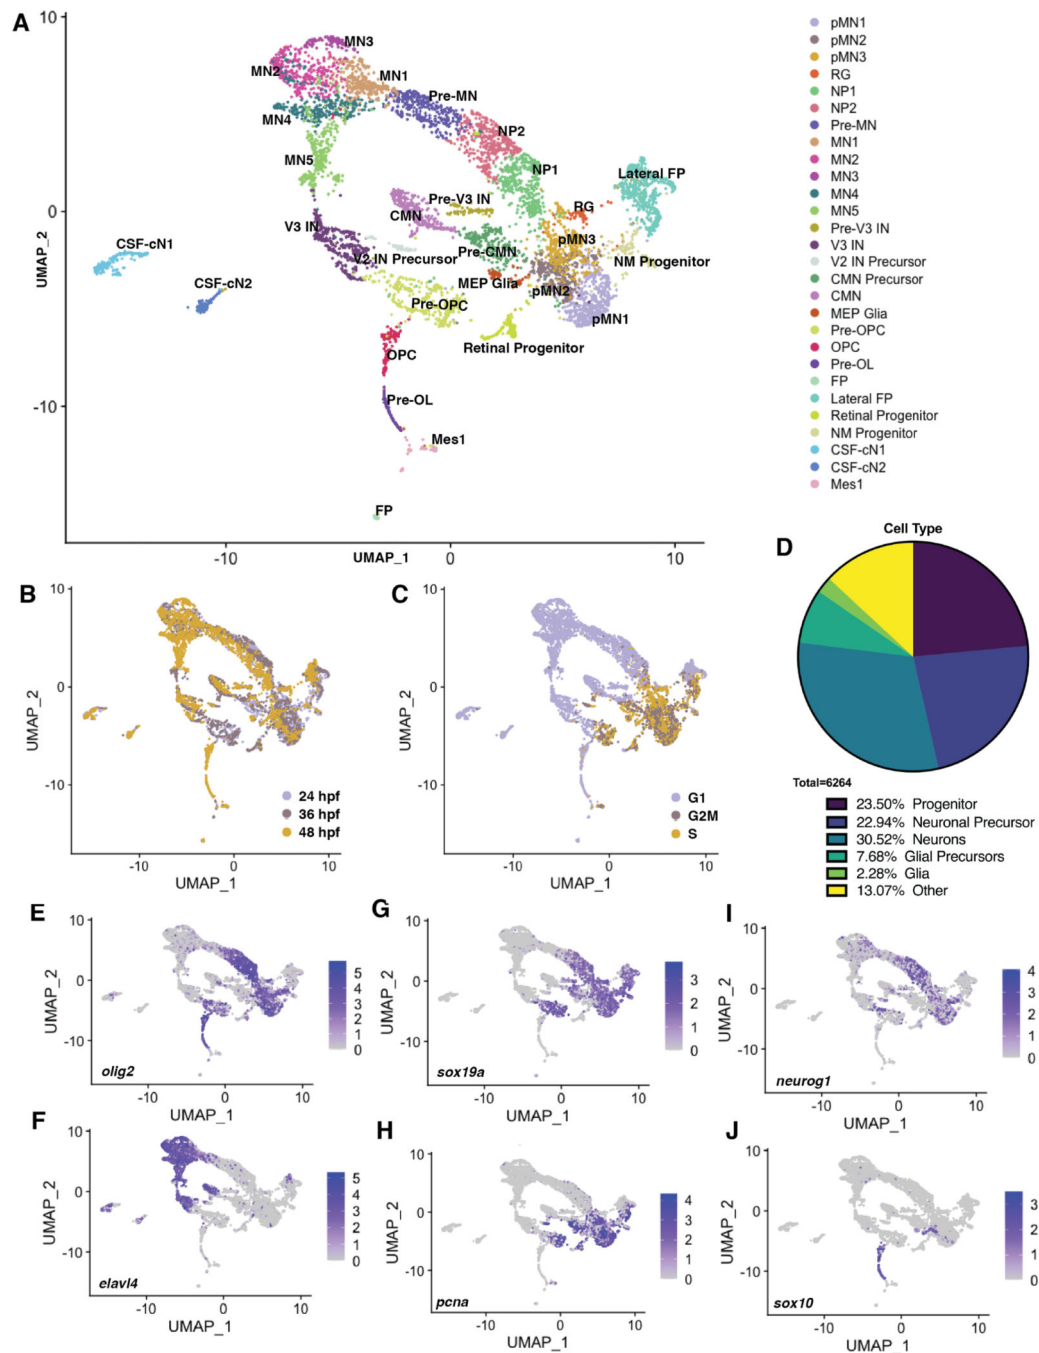 A
10
0
-10
UMAP_2
-10
0
10
UMAP_1
MN3
MN2
MN1
Pre-MN
MN4
NP2
MN5
NP1
Lateral FP
Pre-V3 IN
RG
CMN
V3 IN
pMN3
CSF-cN1
Pre-CMN
V2 IN Precursor
NM Progenitor
CSF-cN2
MEP Glia
pMN2
Pre-OPC
pMN1
Retinal Progenitor
OPC
Pre-OL
Mes1
FP
pMN1
pMN2
pMN3
RG
NP1
NP2
Pre-MN
MN1
MN2
MN3
MN4
MN5
Pre-V3 IN
V3 IN
V2 IN Precursor
CMN Precursor
CMN
MEP Glia
Pre-OPC
OPC
Pre-OL
FP
Lateral FP
Retinal Progenitor
NM Progenitor
CSF-cN1
CSF-cN2
Mes1
B
10
0
-10
UMAP_2
24 hpf
36 hpf
48 hpf
-10
0
10
UMAP_1
C
10
0
-10
UMAP_2
G1
G2M
S
-10
0
10
UMAP_1
D
Cell Type
Total=6264
23.50% Progenitor
22.94% Neuronal Precursor
30.52% Neurons
7.68% Glial Precursors
2.28% Glia
13.07% Other
E
10
0
-10
UMAP_2
olig2
-10
0
10
UMAP_1
5
4
3
2
1
0
G
10
0
-10
UMAP_2
sox19a
-10
0
10
UMAP_1
3
2
1
0
I
10
0
-10
UMAP_2
neurog1
-10
0
10
UMAP_1
4
3
2
1
0
F
10
0
-10
UMAP_2
elavl4
-10
0
10
UMAP_1
5
4
3
2
1
0
H
10
0
-10
UMAP_2
pcna
-10
0
10
UMAP_1
4
3
2
1
0
J
10
0
-10
UMAP_2
sox10
-10
0
10
UMAP_1
3
2
1
0